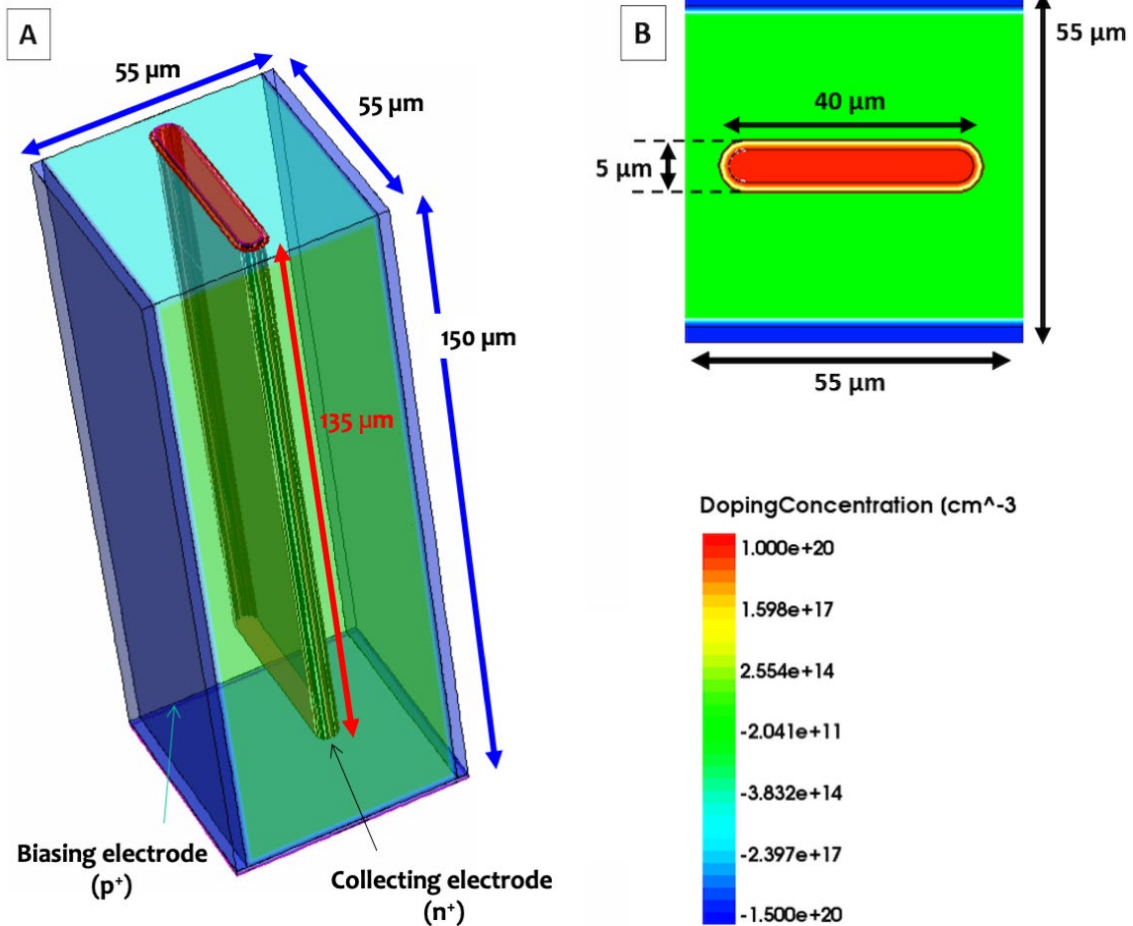 A
55 µm
55 µm
150 µm
135 µm
Biasing electrode
(p⁺)
Collecting electrode
(n⁺)
B
55 µm
40 µm
5 µm
55 µm
DopingConcentration (cm^-3
1.000e+20
1.598e+17
2.554e+14
-2.041e+11
-3.832e+14
-2.397e+17
-1.500e+20